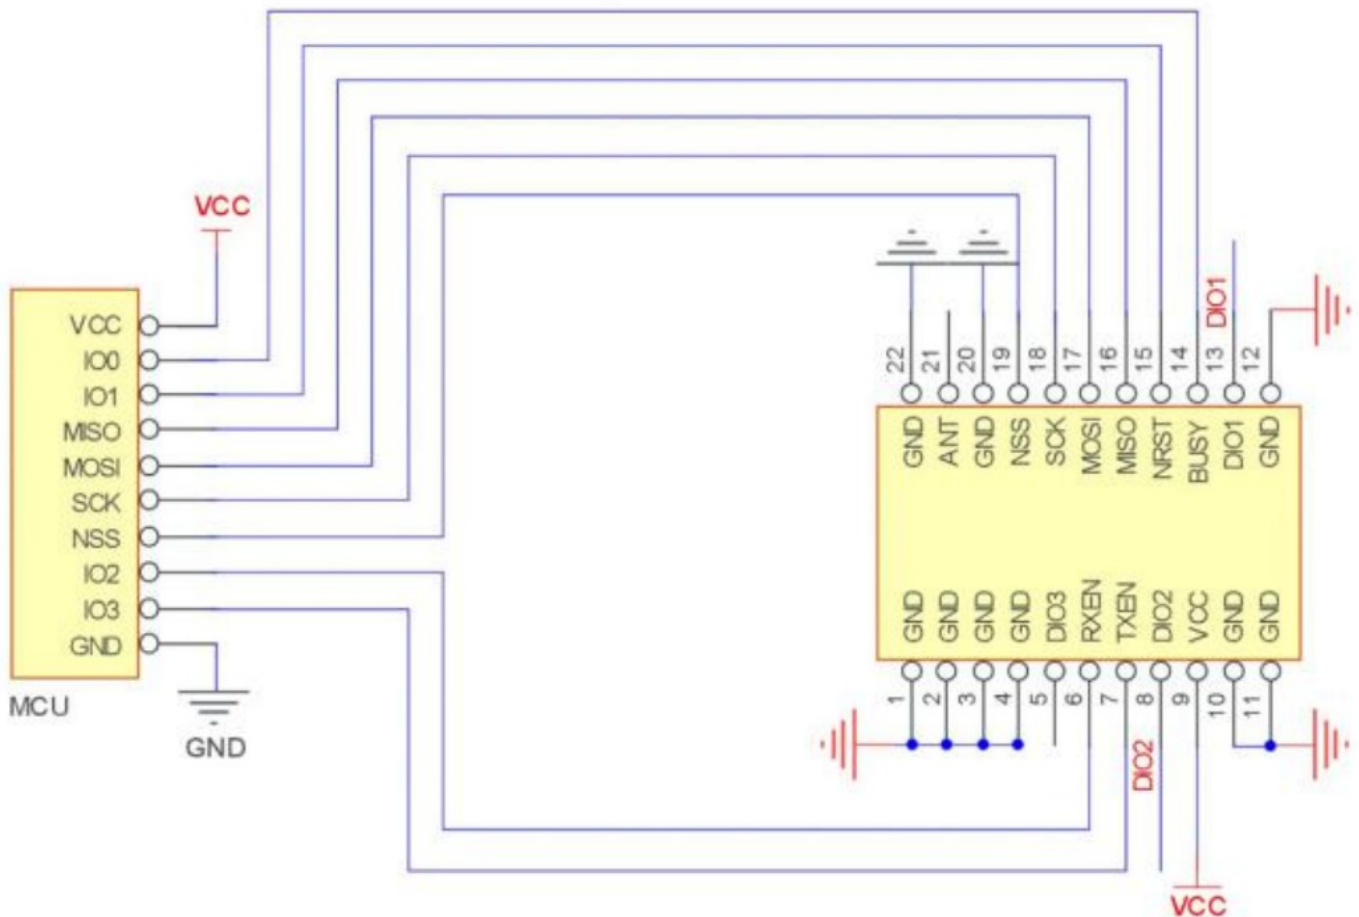 VCC
VCC
IO0
IO1
MISO
MOSI
SCK
NSS
IO2
IO3
GND
MCU
GND
DIO1
22 21 20 19 18 17 16 15 14 13 12
GND ANT GND NSS SCK MOSI MISO NRST BUSY DIO1 GND
GND GND GND GND DIO3 RXEN TXEN DIO2 VCC GND GND
1 2 3 4 5 6 7 8 9 10 11
DIO2
VCC